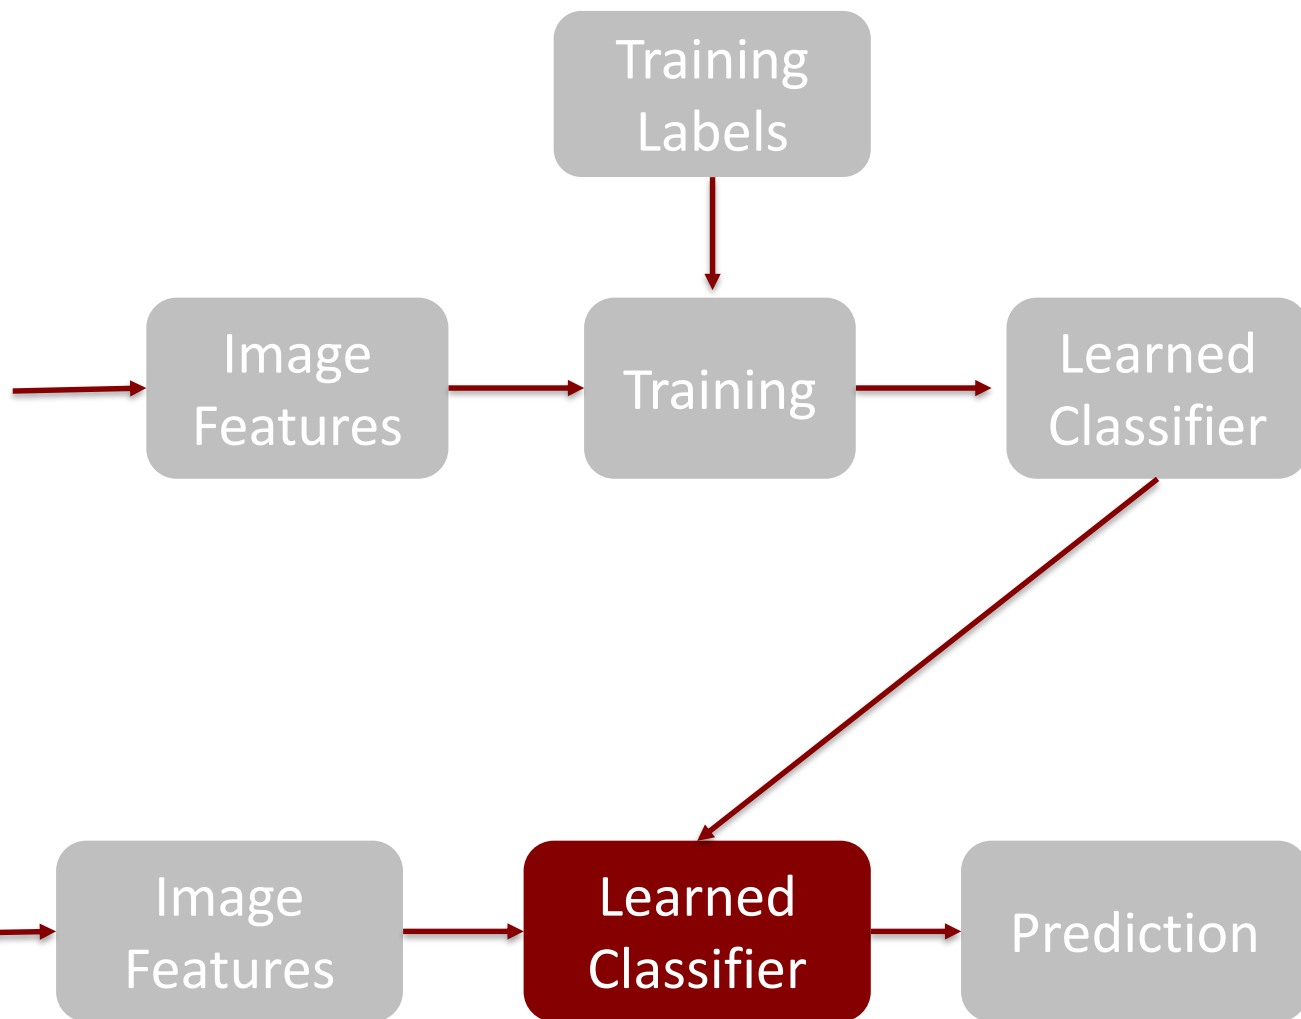 Training
Labels
Image
Features
Training
Learned
Classifier
Image
Features
Learned
Classifier
Prediction